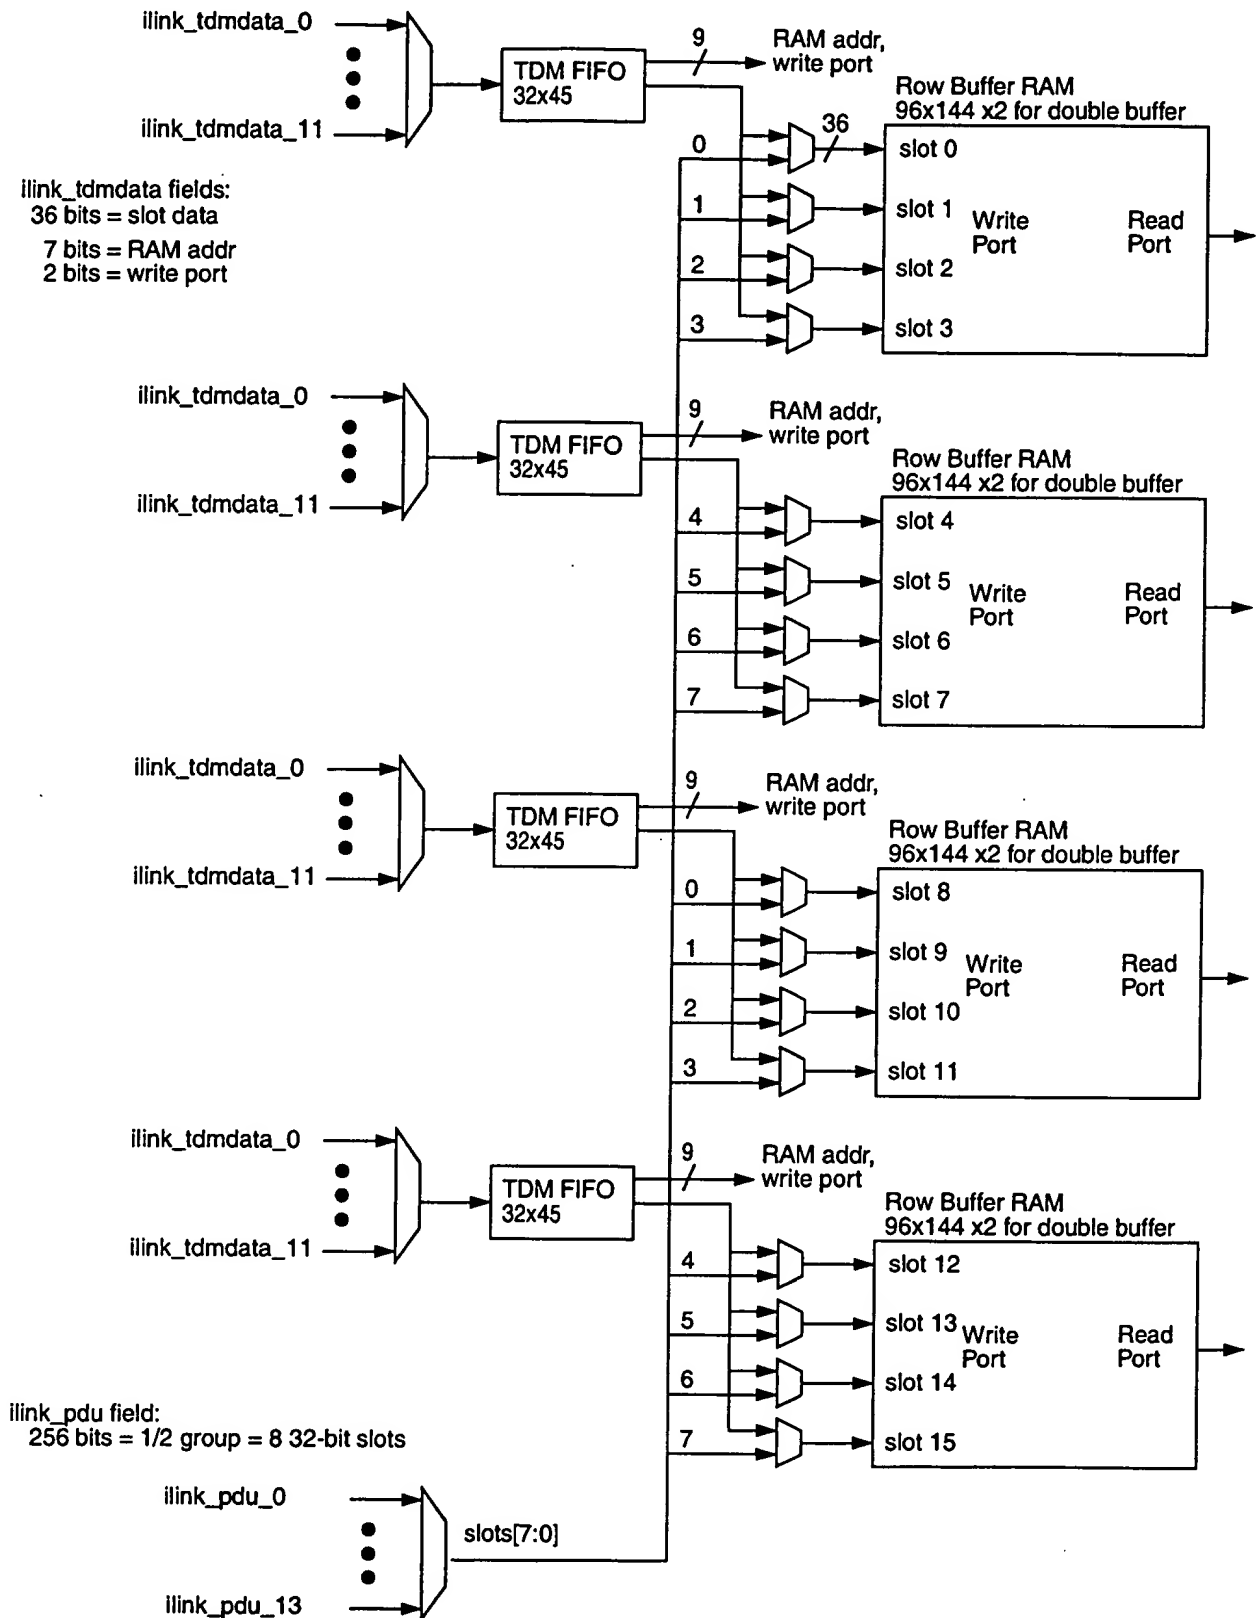 ilink_tdmdata_0
ilink_tdmdata_11
TDM FIFO
32x45
9
RAM addr,
write port
Row Buffer RAM
96x144 x2 for double buffer
ilink_tdmdata fields:
36 bits = slot data
7 bits = RAM addr
2 bits = write port
0
1
2
3
36
slot 0
slot 1
slot 2
slot 3
Write
Port
Read
Port
ilink_tdmdata_0
ilink_tdmdata_11
TDM FIFO
32x45
9
RAM addr,
write port
Row Buffer RAM
96x144 x2 for double buffer
4
5
6
7
slot 4
slot 5
slot 6
slot 7
Write
Port
Read
Port
ilink_tdmdata_0
ilink_tdmdata_11
TDM FIFO
32x45
9
RAM addr,
write port
Row Buffer RAM
96x144 x2 for double buffer
0
1
2
3
slot 8
slot 9
slot 10
slot 11
Write
Port
Read
Port
ilink_tdmdata_0
ilink_tdmdata_11
TDM FIFO
32x45
9
RAM addr,
write port
Row Buffer RAM
96x144 x2 for double buffer
4
5
6
7
slot 12
slot 13
slot 14
slot 15
Write
Port
Read
Port
ilink_pdu field:
256 bits = 1/2 group = 8 32-bit slots
ilink_pdu_0
slots[7:0]
ilink_pdu_13